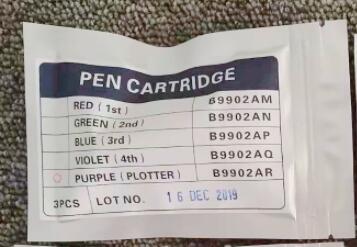 PEN CARTRIDGE
RED (1st) B9902AM
GREEN (2nd) B9902AN
BLUE (3rd) B9902AP
VIOLET (4th) B9902AQ
PURPLE (PLOTTER) B9902AR
3PCS LOT NO. 16 DEC 2019